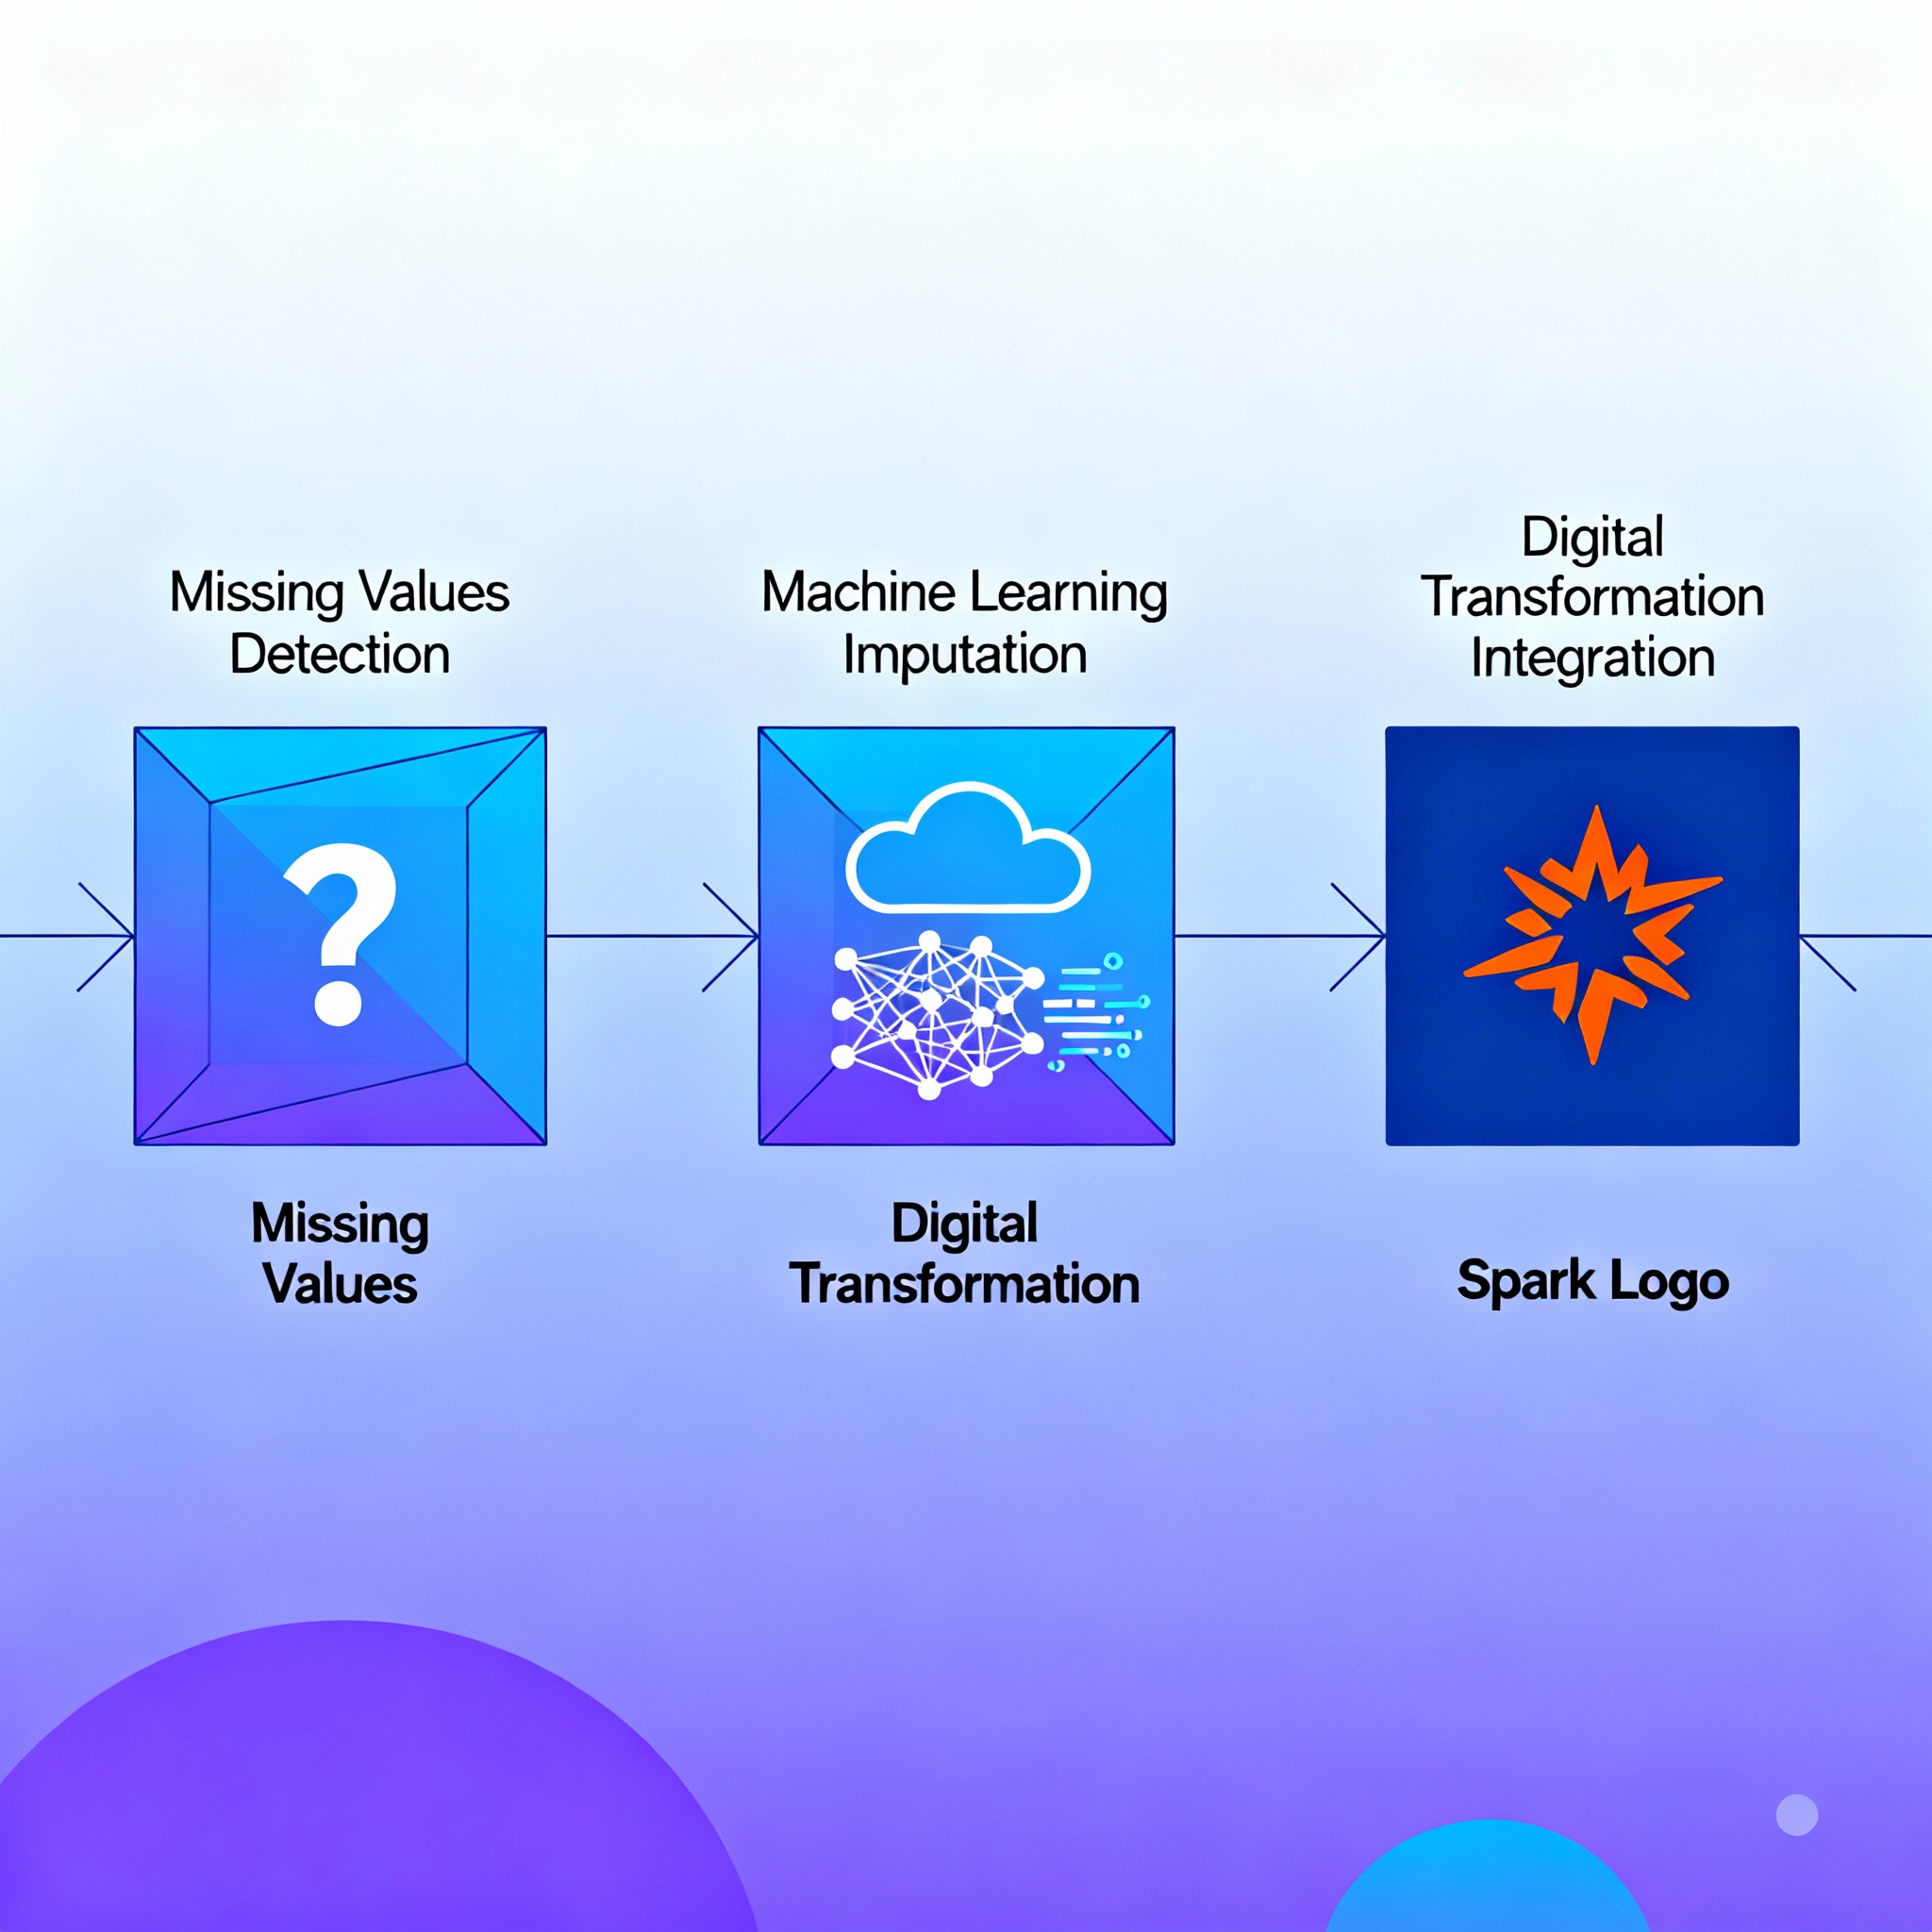 Missing Values
Detection
Machine Learning
Imputation
Digital
Transformation
Integration
?
Missing
Values
Digital
Transformation
Spark Logo